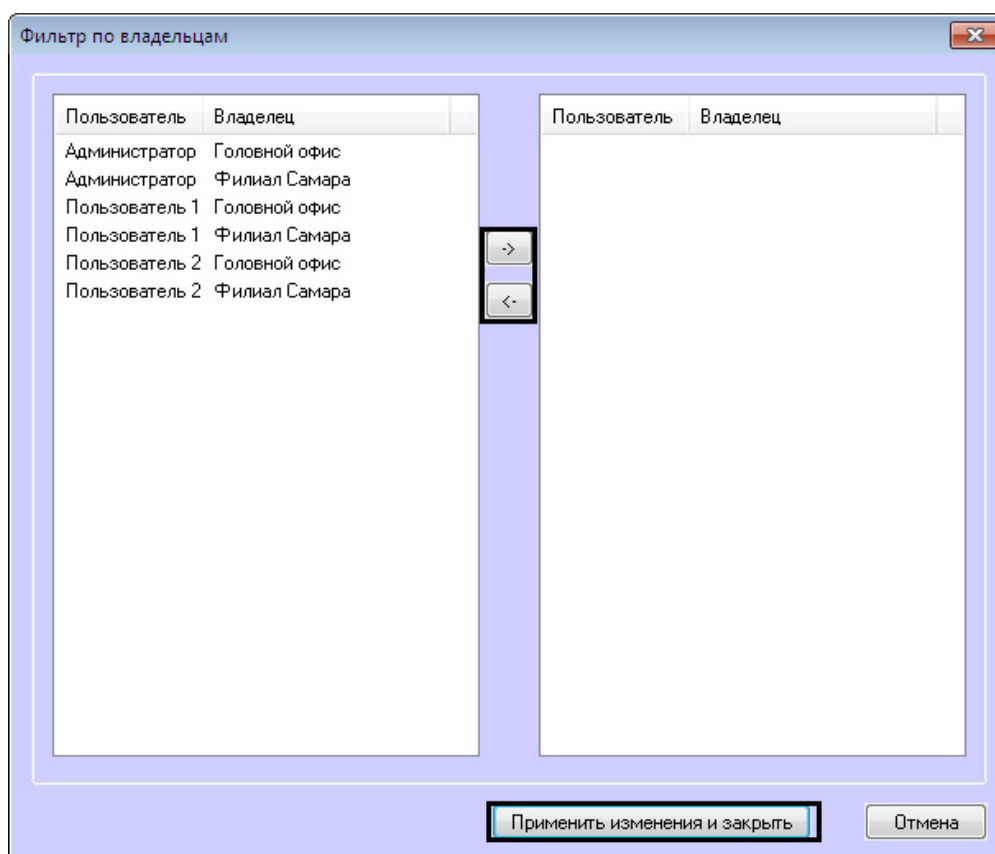 Фильтр по владельцам
Пользователь Владелец
Администратор Головной офис
Администратор Филиал Самара
Пользователь 1 Головной офис
Пользователь 1 Филиал Самара
Пользователь 2 Головной офис
Пользователь 2 Филиал Самара
->
<-
Пользователь Владелец
Применить изменения и закрыть Отмена